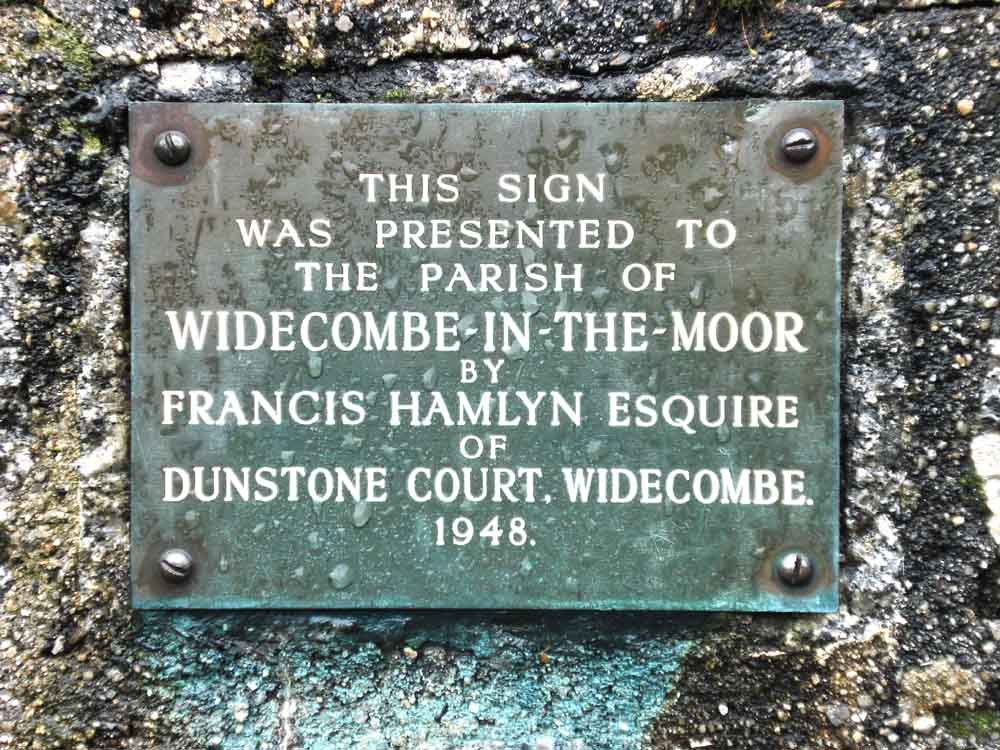 THIS SIGN
WAS PRESENTED TO
THE PARISH OF
WIDECOMBE-IN-THE-MOOR
BY
FRANCIS HAMLYN ESQUIRE
OF
DUNSTONE COURT, WIDECOMBE.
1948.